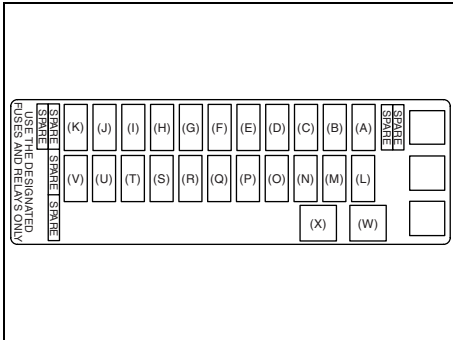 USE THE DESIGNATED
FUSES AND RELAYS ONLY
SPARE
SPARE
SPARE
SPARE
(K) (J) (I) (H) (G) (F) (E) (D) (C) (B) (A)
SPARE
SPARE
(V) (U) (T) (S) (R) (Q) (P) (O) (N) (M) (L)
(X) (W)